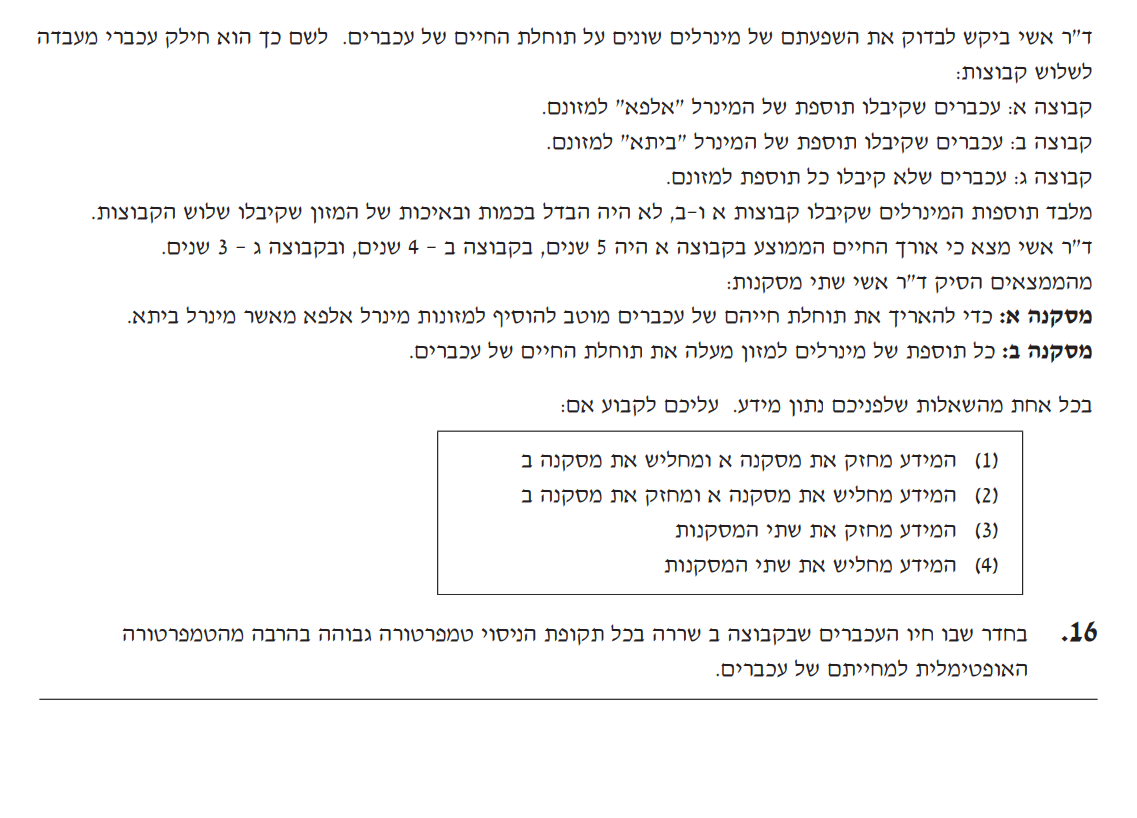 ד"ר אשי ביקש לבדוק את השפעתם של מינרלים שונים על תוחלת החיים של עכברים. לשם כך הוא חילק עכברי מעבדה
לשלוש קבוצות:
קבוצה א: עכברים שקיבלו תוספת של המינרל "אלפא" למזונם.
קבוצה ב: עכברים שקיבלו תוספת של המינרל "ביתא" למזונם.
קבוצה ג: עכברים שלא קיבלו כל תוספת למזונם.
מלבד תוספות המינרלים שקיבלו קבוצות א ו-ב, לא היה הבדל בכמות ובאיכות של המזון שקיבלו שלוש הקבוצות.
ד"ר אשי מצא כי אורך החיים הממוצע בקבוצה א היה 5 שנים, בקבוצה ב - 4 שנים, ובקבוצה ג - 3 שנים.
מהממצאים הסיק ד"ר אשי שתי מסקנות:
מסקנה א: כדי להאריך את תוחלת חייהם של עכברים מוטב להוסיף למזונות מינרל אלפא מאשר מינרל ביתא.
מסקנה ב: כל תוספת של מינרלים למזון מעלה את תוחלת החיים של עכברים.
בכל אחת מהשאלות שלפניכם נתון מידע. עליכם לקבוע אם:
(1) המידע מחזק את מסקנה א ומחליש את מסקנה ב
(2) המידע מחליש את מסקנה א ומחזק את מסקנה ב
(3) המידע מחזק את שתי המסקנות
(4) המידע מחליש את שתי המסקנות
16. בחדר שבו חיו העכברים שבקבוצה ב שררה בכל תקופת הניסוי טמפרטורה גבוהה בהרבה מהטמפרטורה
האופטימלית למחייתם של עכברים.